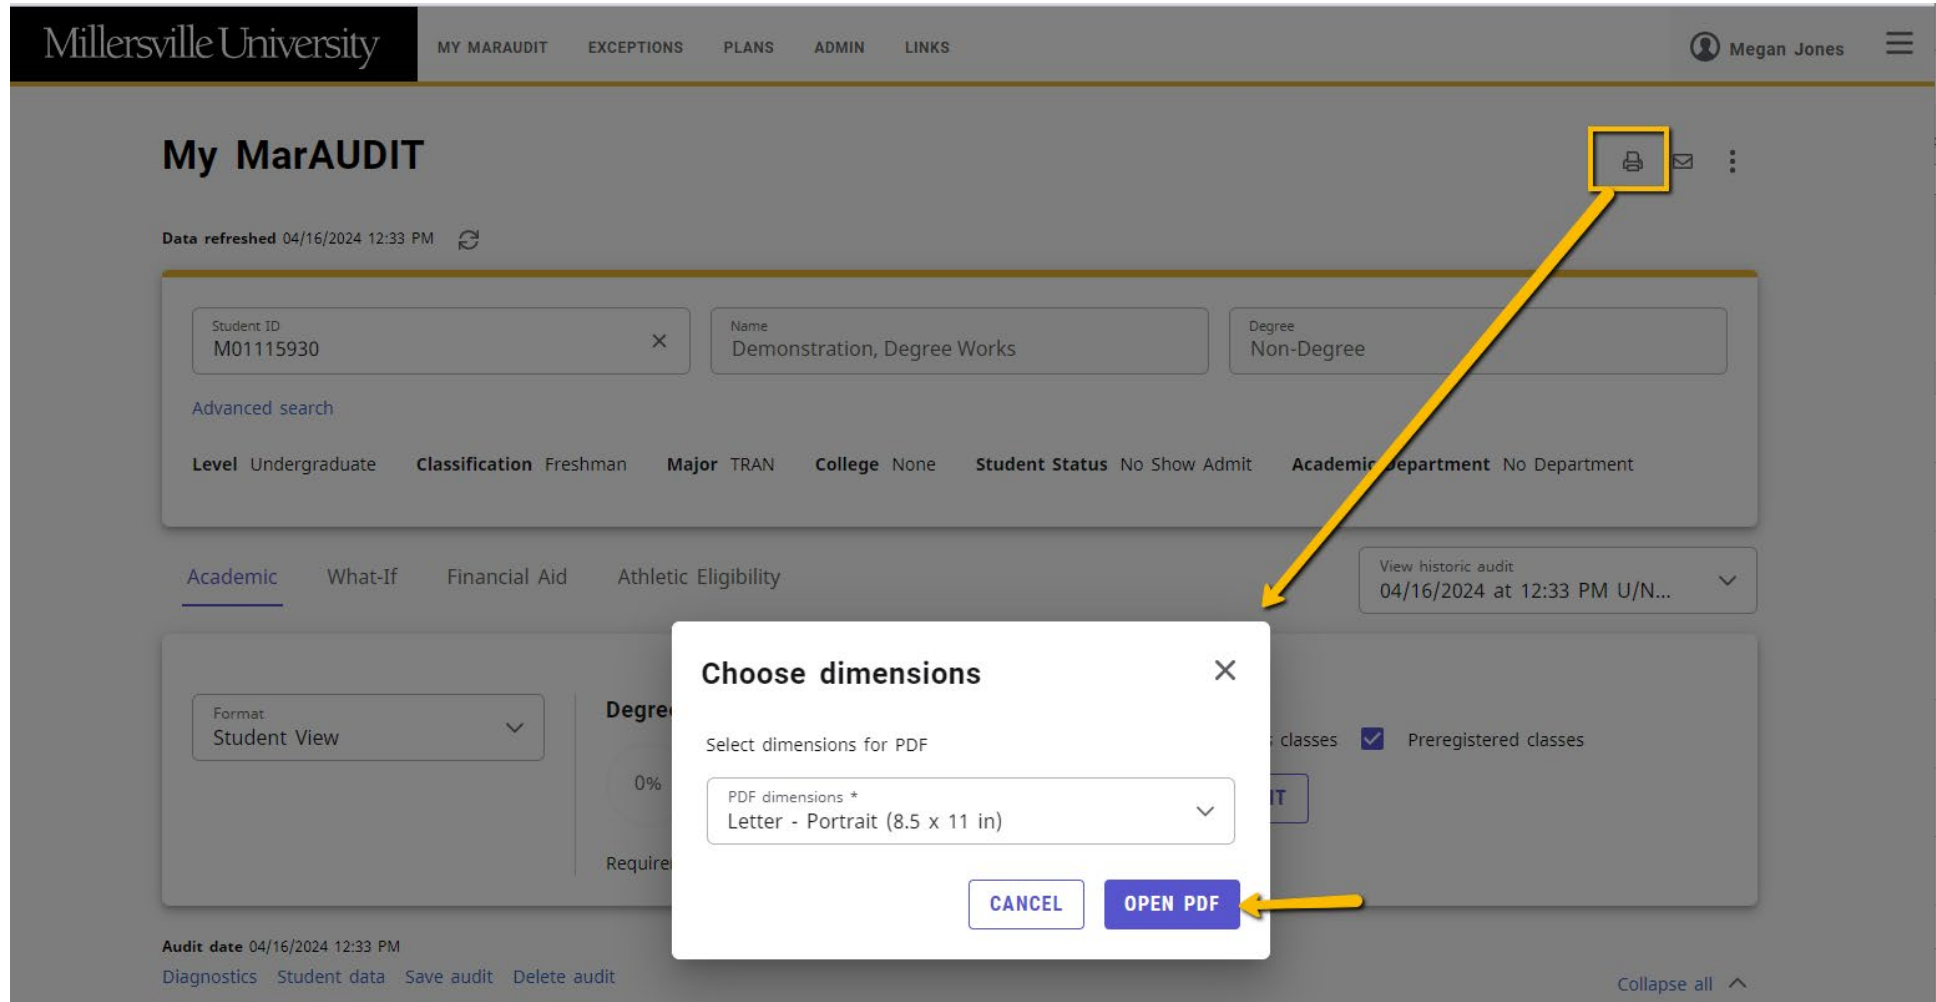 Millersville University MY MARAUDIT EXCEPTIONS PLANS ADMIN LINKS Megan Jones
My MarAUDIT
Data refreshed 04/16/2024 12:33 PM
Student ID Name Degree
M01115930 Demonstration, Degree Works Non-Degree
Advanced search
Level Undergraduate Classification Freshman Major TRAN College None Student Status No Show Admit Academic Department No Department
Academic What-If Financial Aid Athletic Eligibility
View historic audit
04/16/2024 at 12:33 PM U/N...
Choose dimensions
Format
Student View
Degre
Select dimensions for PDF
classes Preregistered classes
0%
PDF dimensions *
Letter - Portrait (8.5 x 11 in)
IT
Require
CANCEL OPEN PDF
Audit date 04/16/2024 12:33 PM
Diagnostics Student data Save audit Delete audit
Collapse all